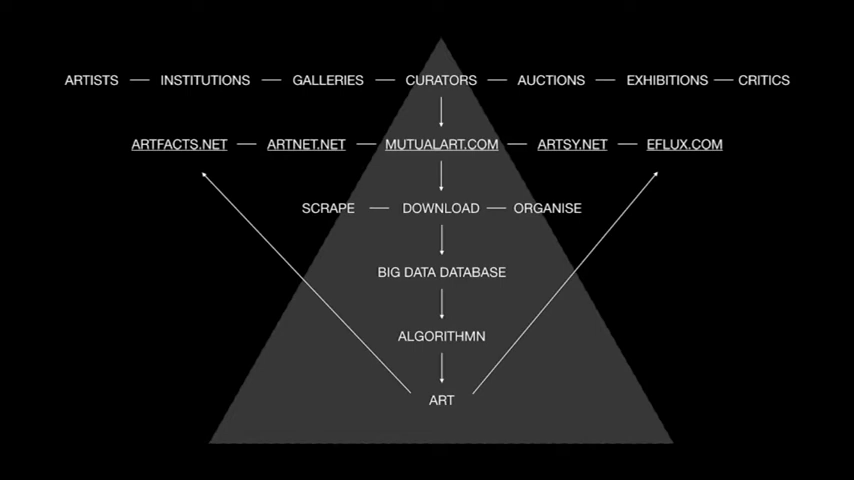 ARTISTS — INSTITUTIONS — GALLERIES — CURATORS — AUCTIONS — EXHIBITIONS — CRITICS
ARTFACTS.NET — ARTNET.NET — MUTUALART.COM — ARTSY.NET — EFLUX.COM
SCRAPE — DOWNLOAD — ORGANISE
BIG DATA DATABASE
ALGORITHMN
ART